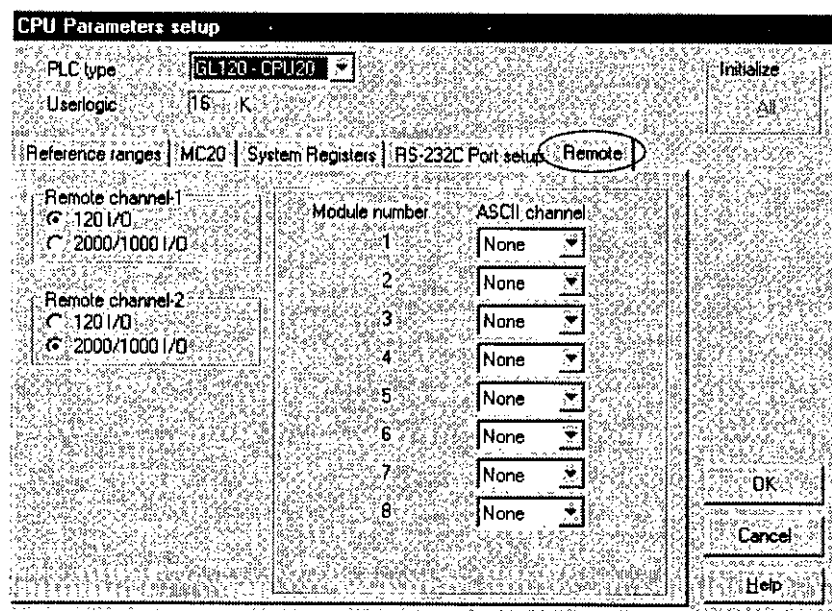 CPU Parameters setup
PLC type GL120 - CPU20
Userlogic 16 K
Initialize
All
Reference ranges MC20 System Registers RS-232C Port setup Remote
Remote channel-1
120 I/O
2000/1000 I/O
Remote channel-2
120 I/O
2000/1000 I/O
Module number ASCII channel
1 None
2 None
3 None
4 None
5 None
6 None
7 None
8 None
OK
Cancel
Help